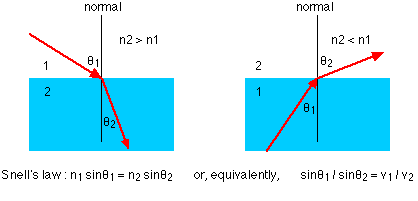 normal
normal
n2 > n1
n2 < n1
θ1
θ2
1
2
2
1
θ2
θ1
Snell's law : n1 sinθ1 = n2 sinθ2 or, equivalently, sinθ1 / sinθ2 = v1 / v2